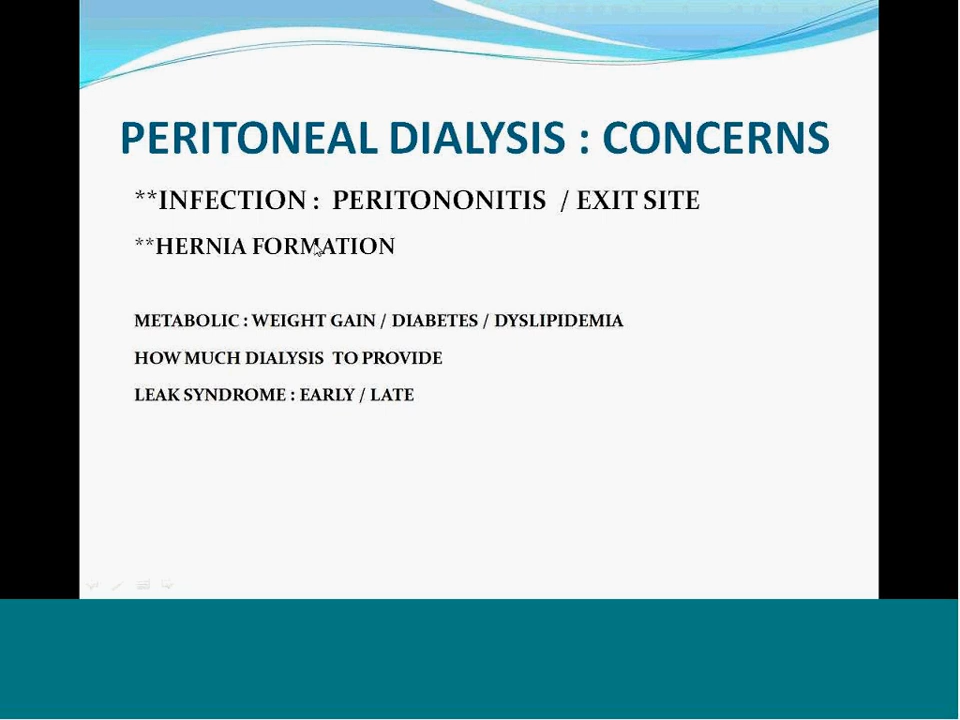 PERITONEAL DIALYSIS : CONCERNS
**INFECTION : PERITONONITIS / EXIT SITE
**HERNIA FORMATION
METABOLIC : WEIGHT GAIN / DIABETES / DYSLIPIDEMIA
HOW MUCH DIALYSIS TO PROVIDE
LEAK SYNDROME : EARLY / LATE